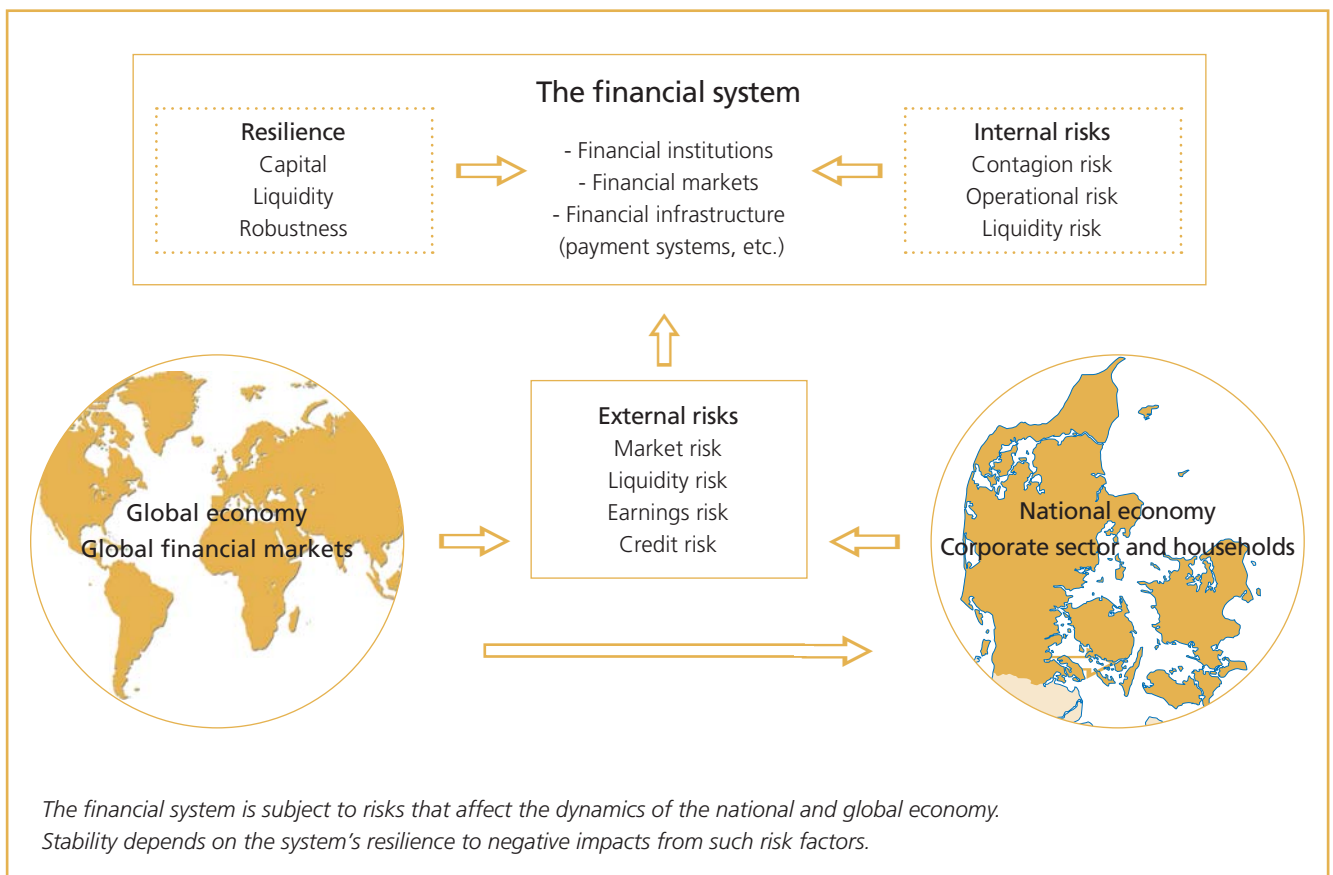 The financial system
Resilience
Capital
Liquidity
Robustness
- Financial institutions
- Financial markets
- Financial infrastructure
(payment systems, etc.)
Internal risks
Contagion risk
Operational risk
Liquidity risk
Global economy
Global financial markets
External risks
Market risk
Liquidity risk
Earnings risk
Credit risk
National economy
Corporate sector and households
The financial system is subject to risks that affect the dynamics of the national and global economy.
Stability depends on the system’s resilience to negative impacts from such risk factors.